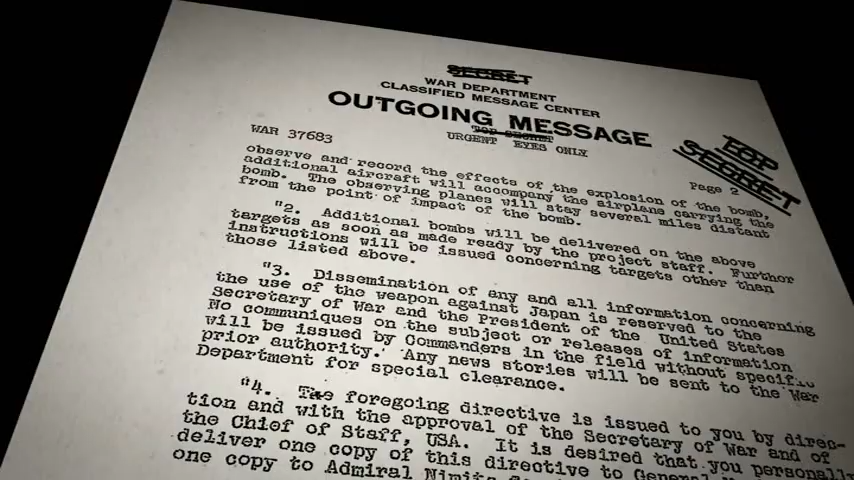 SECRET
WAR DEPARTMENT
CLASSIFIED MESSAGE CENTER
OUTGOING MESSAGE
TOP SECRET
URGENT EYES ONLY
TOP
SECRET
WAR 37683
Page 2
observe and record the effects of the explosion of the bomb,
additional aircraft will accompany the airplane carrying the
bomb. The observing planes will stay several miles distant
from the point of impact of the bomb.
"2. Additional bombs will be delivered on the above
targets as soon as made ready by the project staff. Further
instructions will be issued concerning targets other than
those listed above.
"3. Dissemination of any and all information concerning
the use of the weapon against Japan is reserved to the
Secretary of War and the President of the United States
No communiques on the subject or releases of information
will be issued by Commanders in the field without specific
prior authority. Any news stories will be sent to the War
Department for special clearance.
"4. The foregoing directive is issued to you by direc-
tion and with the approval of the Secretary of War and of
the Chief of Staff, USA. It is desired that you personally
deliver one copy of this directive to General
one copy to Admiral Nimitz